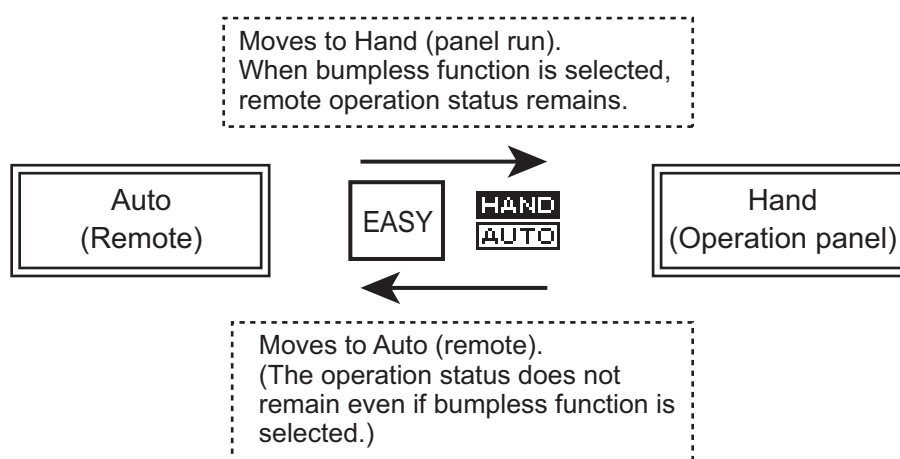 Moves to Hand (panel run).
When bumpless function is selected,
remote operation status remains.
Auto
(Remote)
EASY
HAND
AUTO
Hand
(Operation panel)
Moves to Auto (remote).
(The operation status does not
remain even if bumpless function is
selected.)